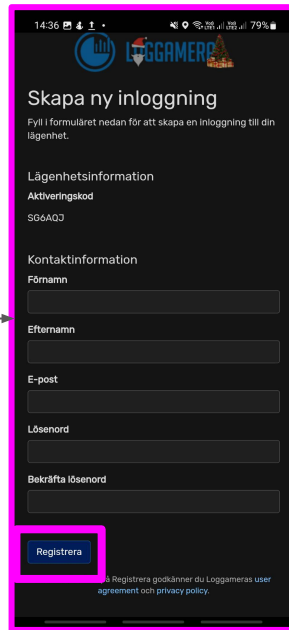 14:36 79%
LOGGAMERA
Skapa ny inloggning
Fyll i formuläret nedan för att skapa en inloggning till din
lägenhet.
Lägenhetsinformation
Aktiveringskod
SG6AQJ
Kontaktinformation
Förnamn
Efternamn
E-post
Lösenord
Bekräfta lösenord
Registrera
å Registrera godkänner du Loggameras user
agreement och privacy policy.